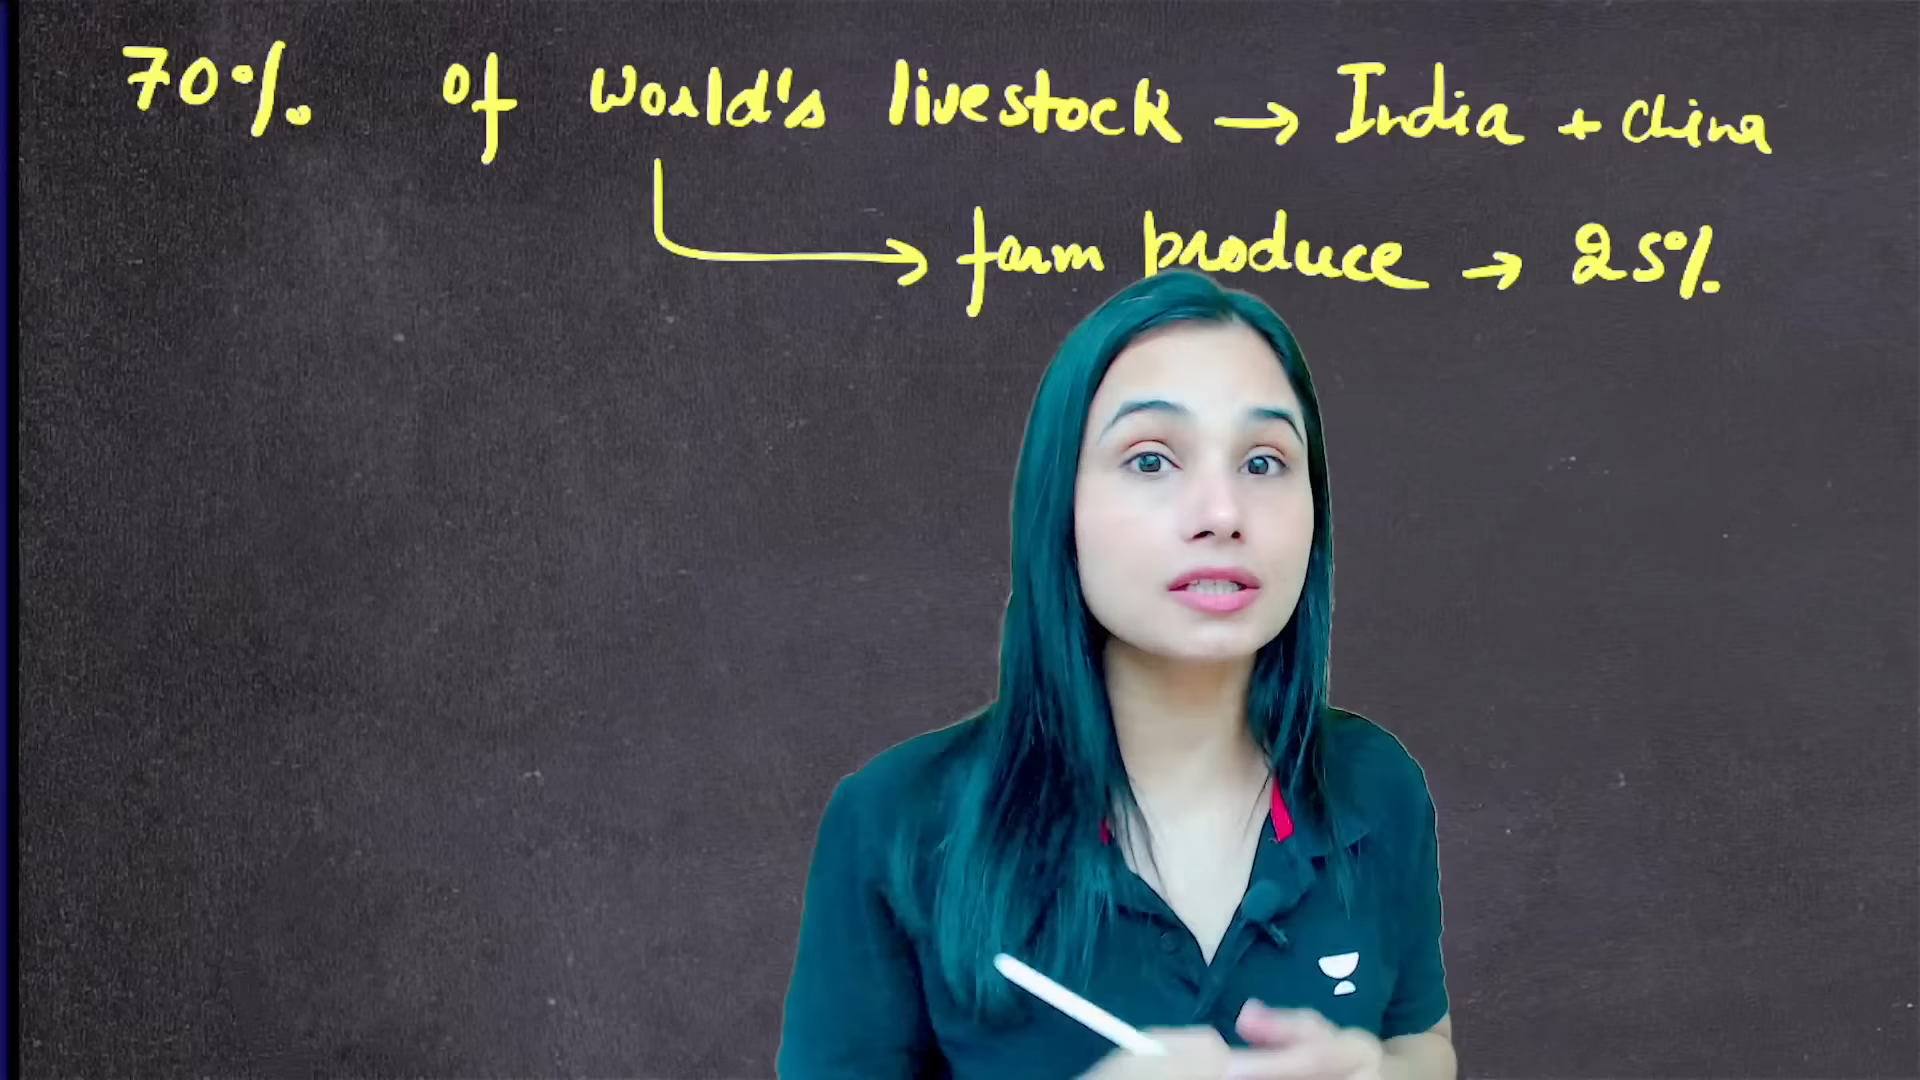 70% of World's livestock → India + China
↳ farm produce → 25%